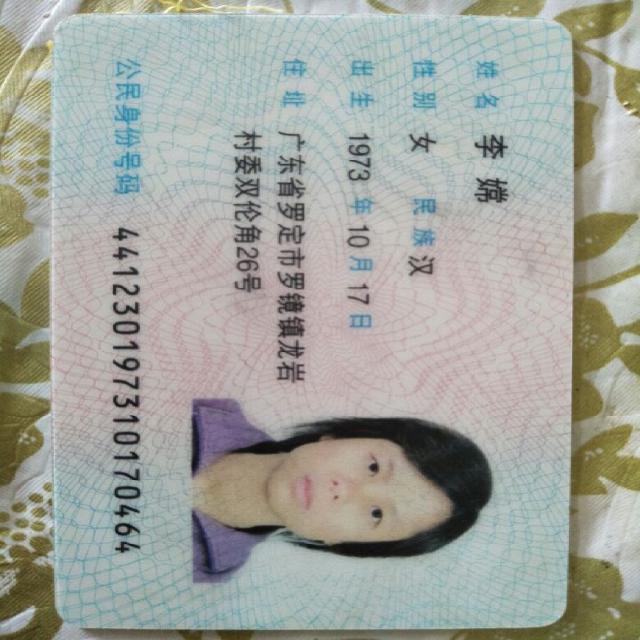 姓名 李席
性别 女 民族 汉
出生 1973 年 10 月 17 日
住址 广东省罗定市罗镜镇龙岩
村委双伦角26号
公民身份号码 441230197310170464